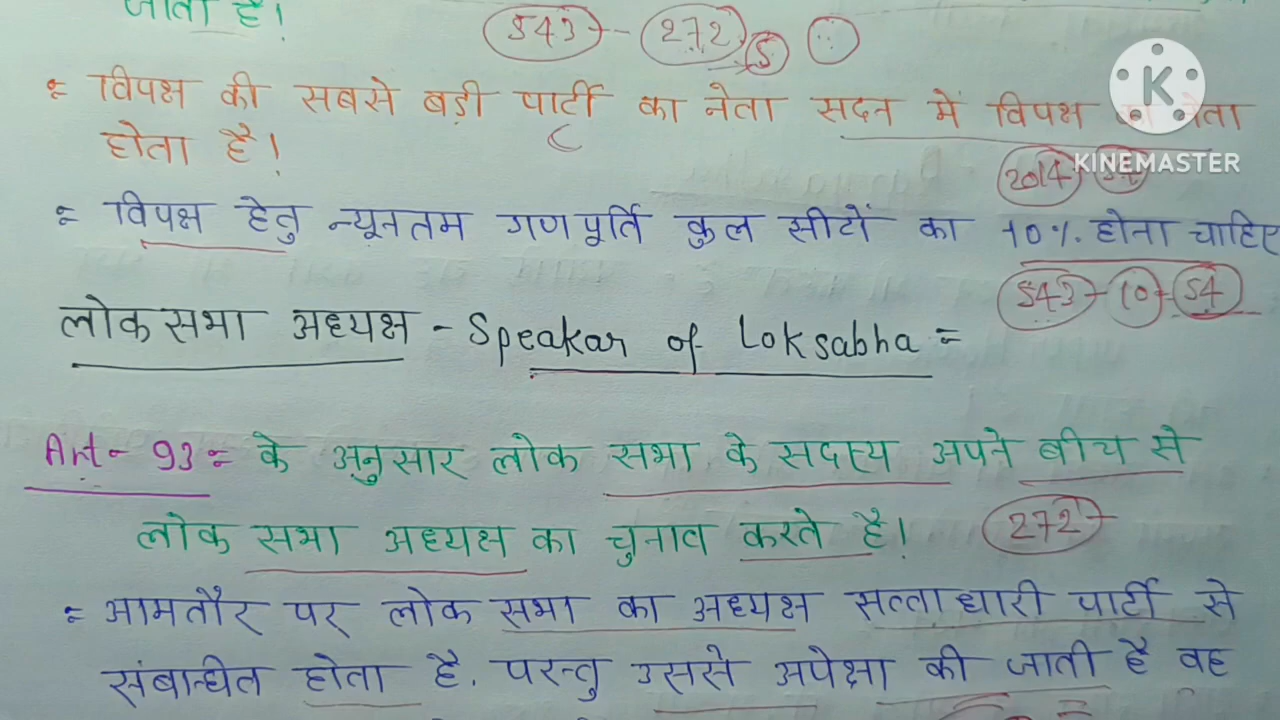 जाता है।
543 - 272 5
= विपक्ष की सबसे बड़ी पार्टी का नेता सदन में विपक्ष नेता
होता है।
KINEMASTER
2014
= विपक्ष हेतु न्यूनतम गणपूर्ति कुल सीटों का 10% होना चाहिए
543 - 10 - 54
लोकसभा अध्यक्ष - Speakar of Loksabha =
Art - 93 = के अनुसार लोक सभा के सदस्य अपने बीच से
लोक सभा अध्यक्ष का चुनाव करते है।
272
= आमतौर पर लोक सभा का अध्यक्ष सत्ताधारी पार्टी से
संबान्धित होता है. परन्तु उससे अपेक्षा की जाती है वह